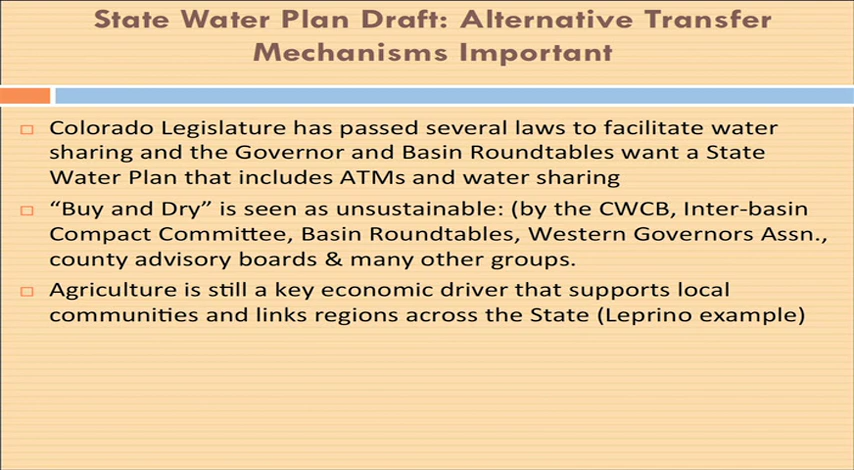 State Water Plan Draft: Alternative Transfer
Mechanisms Important
Colorado Legislature has passed several laws to facilitate water
sharing and the Governor and Basin Roundtables want a State
Water Plan that includes ATMs and water sharing
“Buy and Dry” is seen as unsustainable: (by the CWCB, Inter-basin
Compact Committee, Basin Roundtables, Western Governors Assn.,
county advisory boards & many other groups.
Agriculture is still a key economic driver that supports local
communities and links regions across the State (Leprino example)